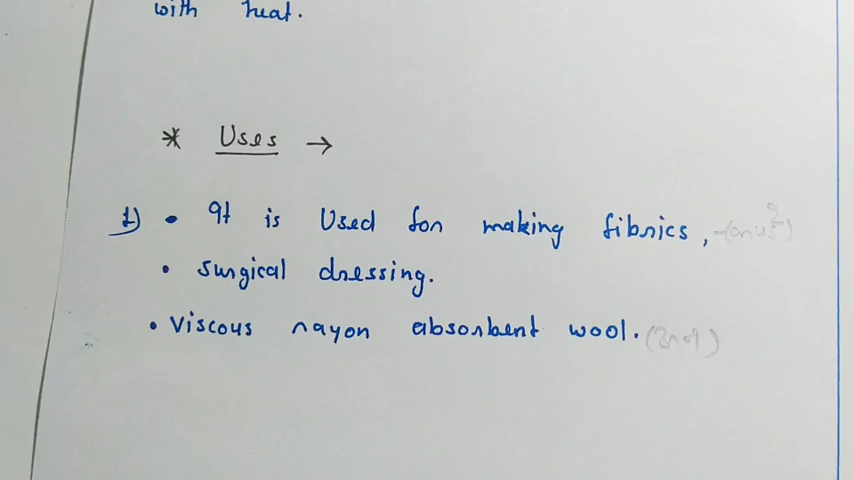 with heat.
* Uses →
1) • It is Used for making fibrics,
• surgical dressing.
• Viscous rayon absorbent wool.